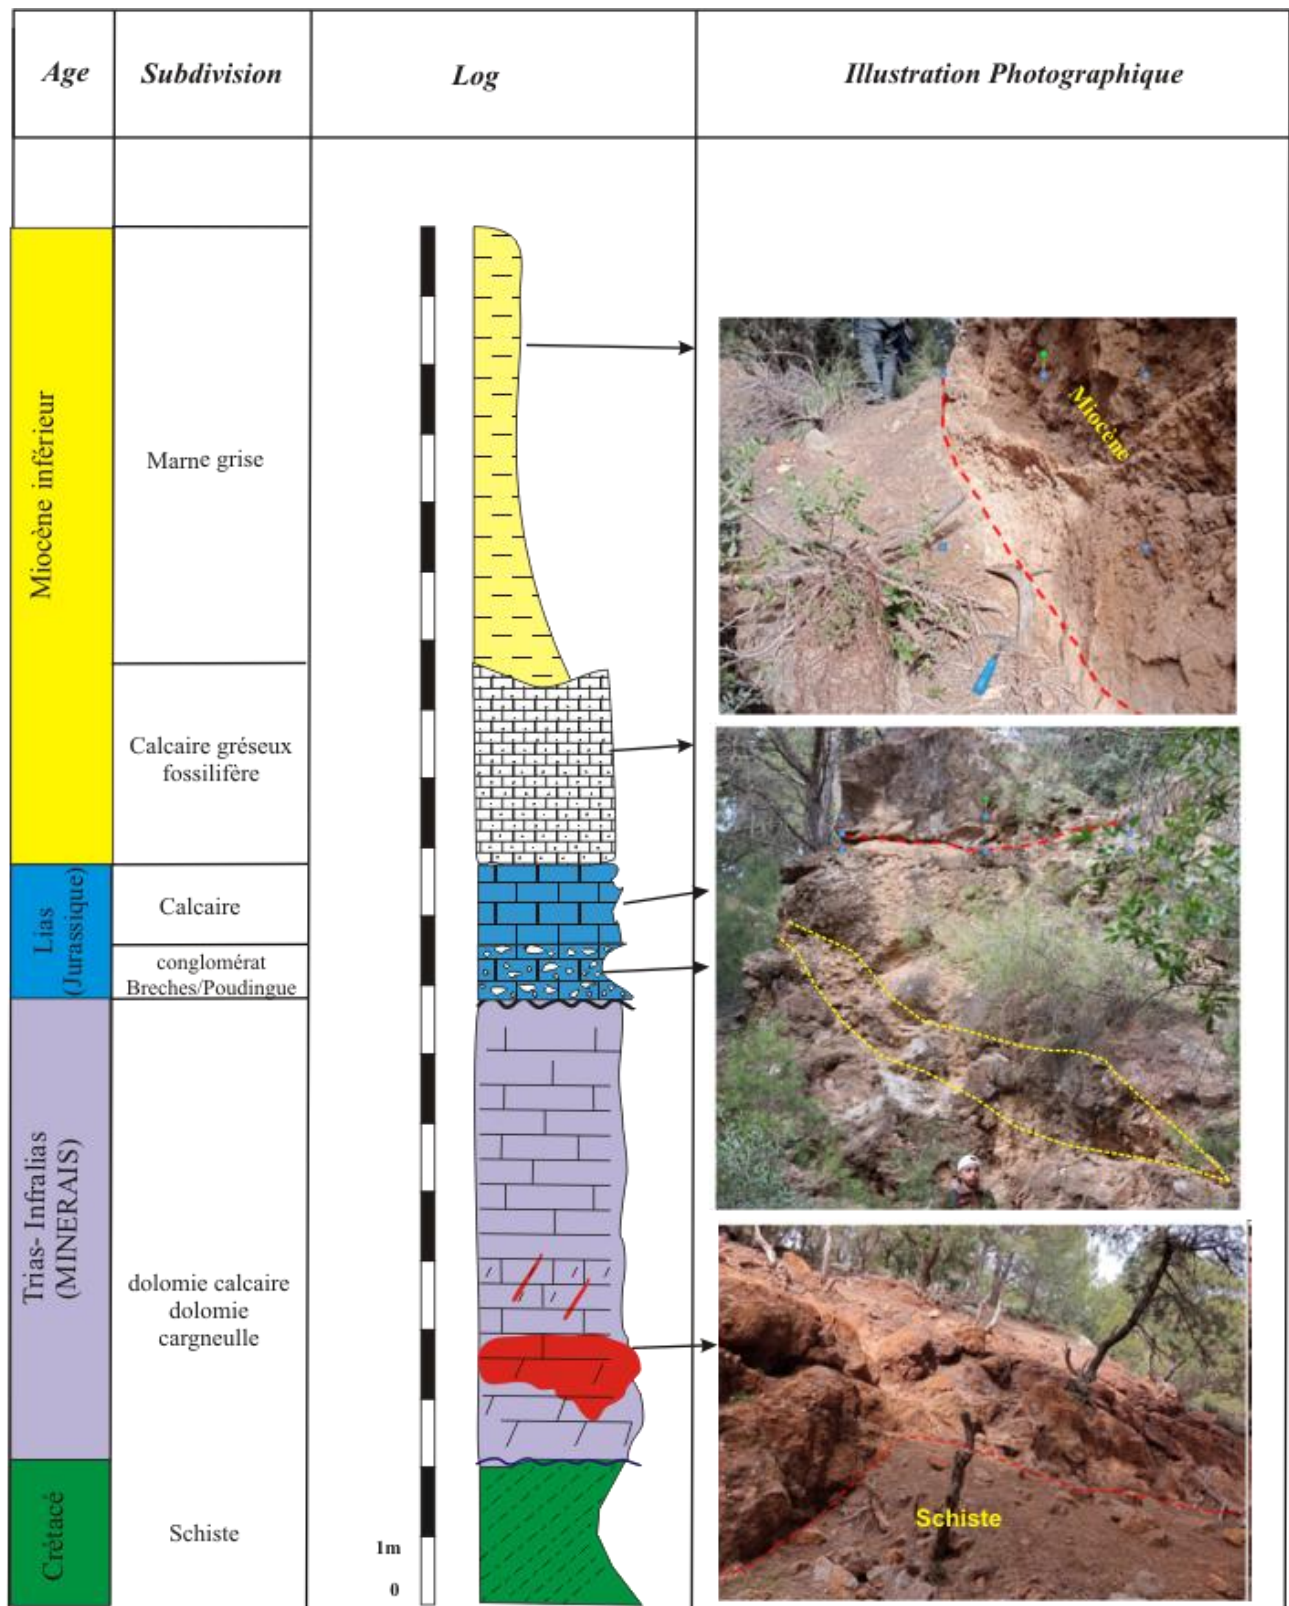 Age
Subdivision
Log
Illustration Photographique
Miocène inférieur
Marne grise
Miocène
Calcaire gréseux
fossilifère
Lias
(Jurassique)
Calcaire
conglomérat
Breches/Poudingue
Trias- Infralias
(MINERAIS)
dolomie calcaire
dolomie
cargneulle
Crétacé
Schiste
Schiste
1m
0